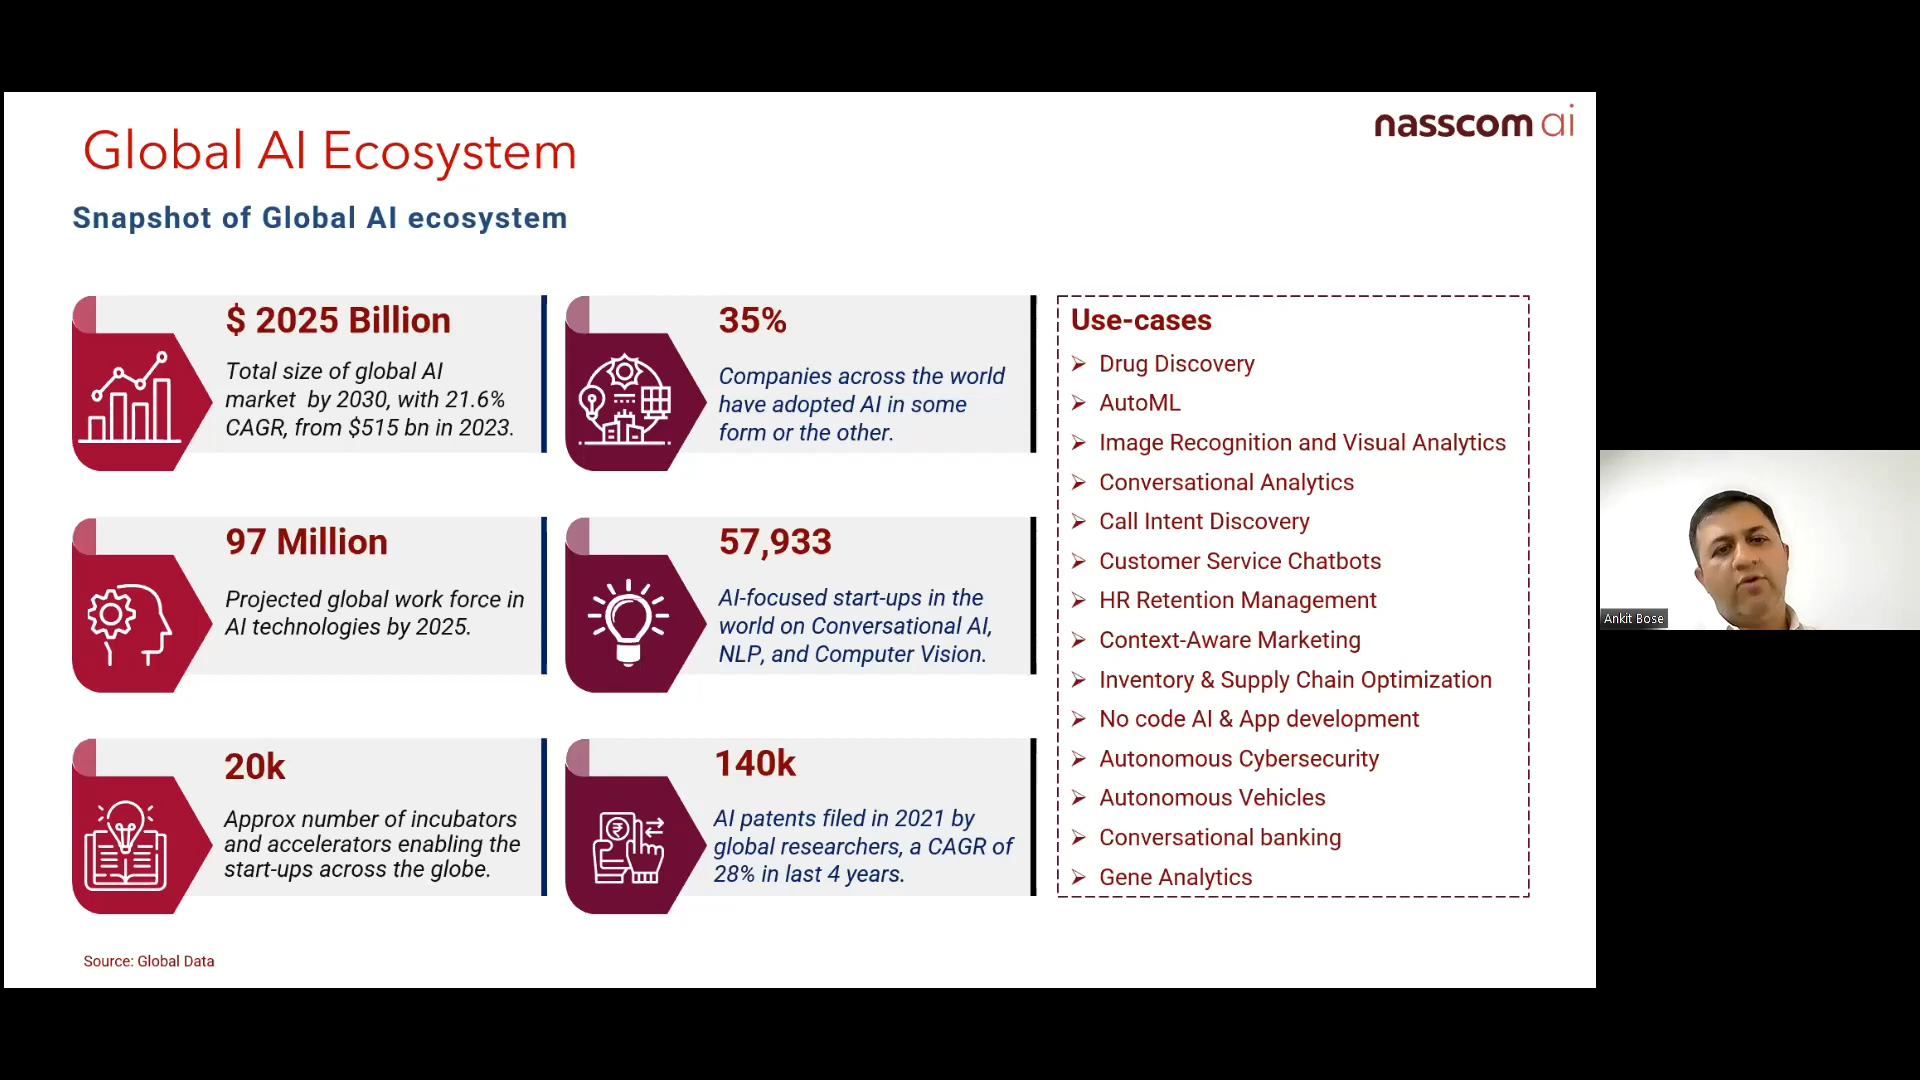 nasscom ai
Global AI Ecosystem
Snapshot of Global AI ecosystem
$ 2025 Billion
Total size of global AI
market by 2030, with 21.6%
CAGR, from $515 bn in 2023.
35%
Companies across the world
have adopted AI in some
form or the other.
97 Million
Projected global work force in
AI technologies by 2025.
57,933
AI-focused start-ups in the
world on Conversational AI,
NLP, and Computer Vision.
20k
Approx number of incubators
and accelerators enabling the
start-ups across the globe.
140k
AI patents filed in 2021 by
global researchers, a CAGR of
28% in last 4 years.
₹
Use-cases
Drug Discovery
AutoML
Image Recognition and Visual Analytics
Conversational Analytics
Call Intent Discovery
Customer Service Chatbots
HR Retention Management
Context-Aware Marketing
Inventory & Supply Chain Optimization
No code AI & App development
Autonomous Cybersecurity
Autonomous Vehicles
Conversational banking
Gene Analytics
Source: Global Data
Ankit Bose